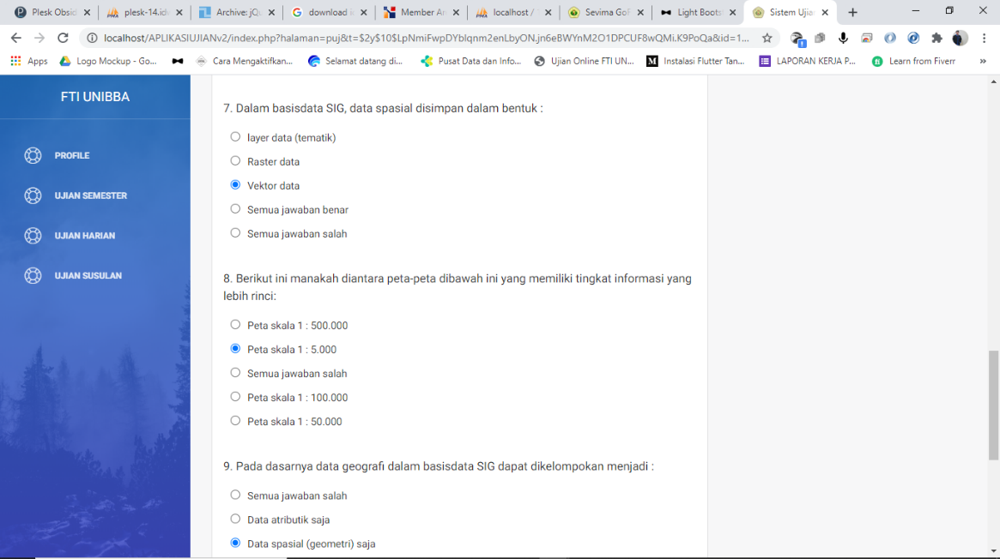 Plesk Obsid
plesk-14.id
Archive: jQu
download i
Member Ar
localhost /
Sevima GoF
Light Boots
Sistem Ujia
localhost/APLIKASIUJIANv2/index.php?halaman=puj&t=$2y$10$LpNmiFwpDYblqnm2enLbyON.jn6eBWYnM2O1DPCUF8wQMi.K9PoQa&id=1...
Apps
Logo Mockup - Go...
Cara Mengaktifkan...
Selamat datang di...
Pusat Data dan Info...
Ujian Online FTI UN...
Instalasi Flutter Tan...
LAPORAN KERJA P...
Learn from Fiverr
FTI UNIBBA
PROFILE
UJIAN SEMESTER
UJIAN HARIAN
UJIAN SUSULAN
7. Dalam basisdata SIG, data spasial disimpan dalam bentuk :
layer data (tematik)
Raster data
Vektor data
Semua jawaban benar
Semua jawaban salah
8. Berikut ini manakah diantara peta-peta dibawah ini yang memiliki tingkat informasi yang
lebih rinci:
Peta skala 1 : 500.000
Peta skala 1 : 5.000
Semua jawaban salah
Peta skala 1 : 100.000
Peta skala 1 : 50.000
9. Pada dasarnya data geografi dalam basisdata SIG dapat dikelompokan menjadi :
Semua jawaban salah
Data atributik saja
Data spasial (geometri) saja